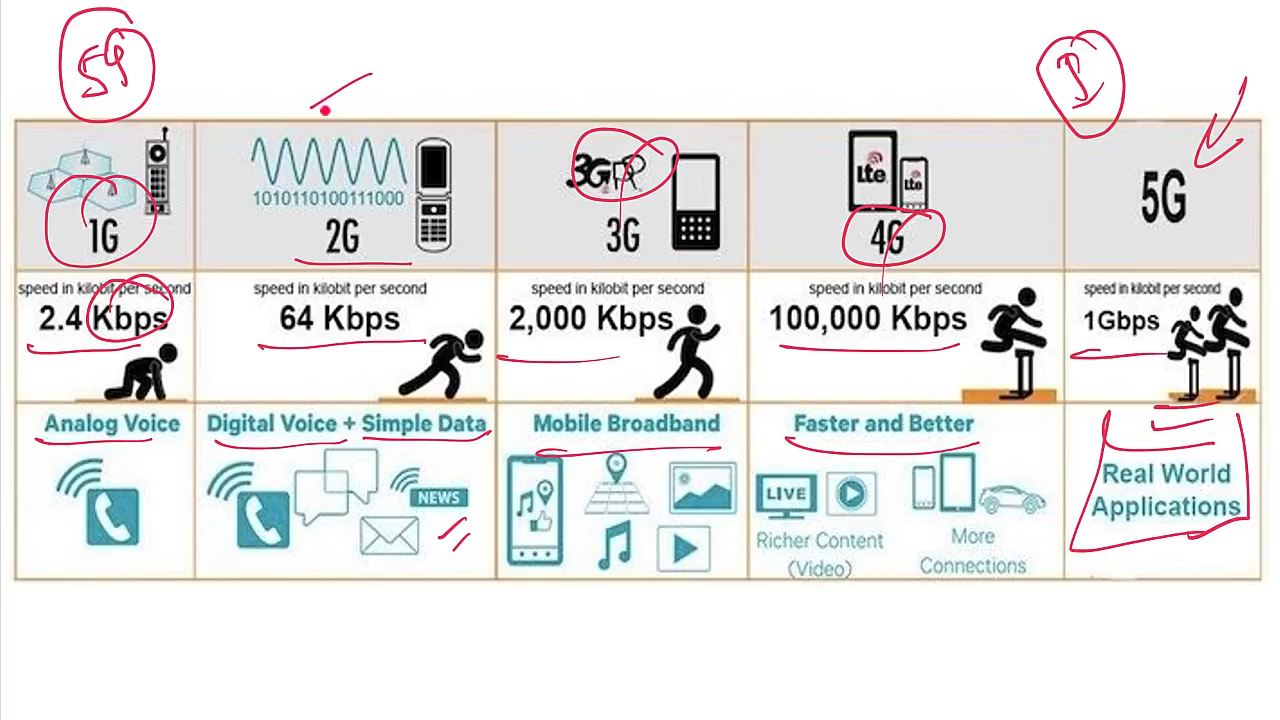 5G
I
1G
1010110100111000
2G
3G
3G
lte
lte
4G
5G
speed in kilobit per second
2.4 Kbps
speed in kilobit per second
64 Kbps
speed in kilobit per second
2,000 Kbps
speed in kilobit per second
100,000 Kbps
speed in kilobit per second
1Gbps
Analog Voice
Digital Voice + Simple Data
NEWS
Mobile Broadband
Faster and Better
LIVE
Richer Content
(Video)
More
Connections
Real World
Applications